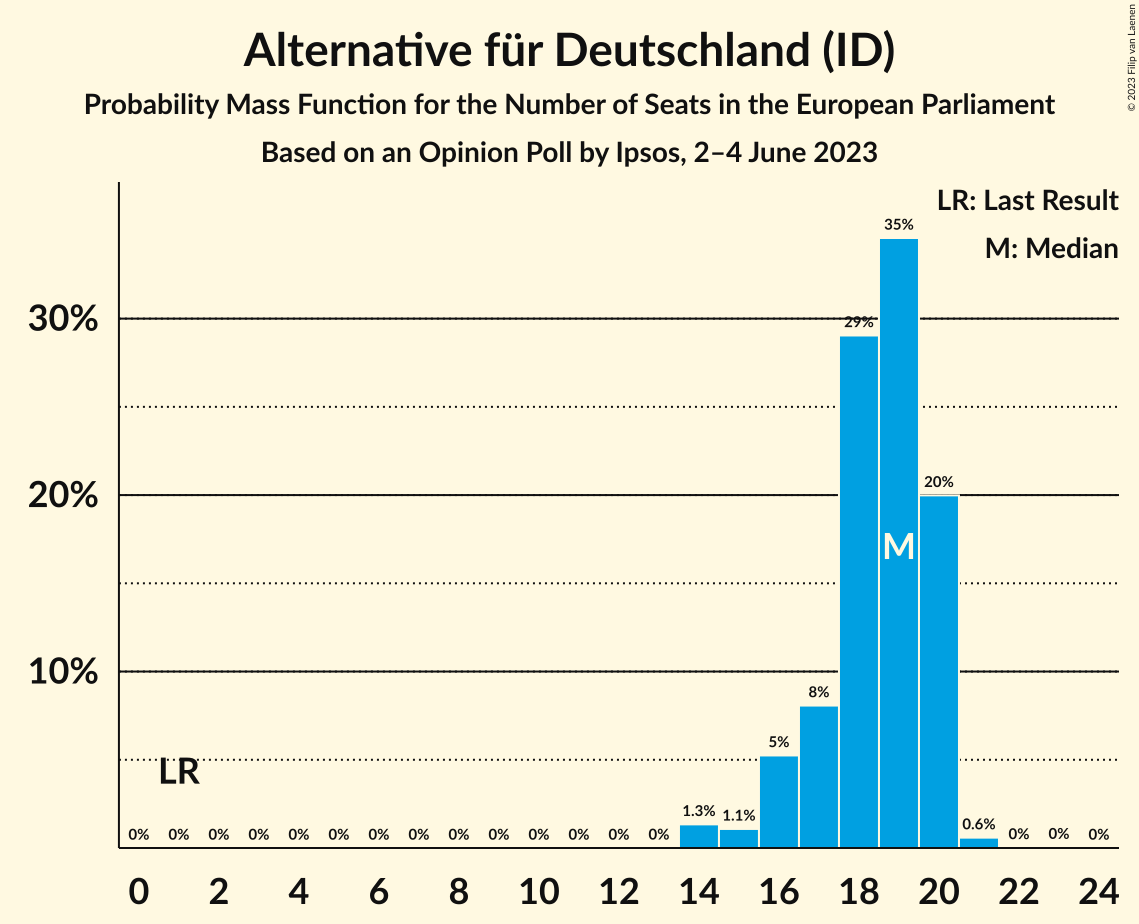 Alternative für Deutschland (ID)
Probability Mass Function for the Number of Seats in the European Parliament
Based on an Opinion Poll by Ipsos, 2–4 June 2023
© 2023 Filip van Laenen
LR: Last Result
M: Median
30%
20%
10%
35%
29%
20%
M
8%
5%
LR
1.3%
1.1%
0.6%
0% 0% 0% 0% 0% 0% 0% 0% 0% 0% 0% 0% 0% 0% 0% 0% 0%
0 2 4 6 8 10 12 14 16 18 20 22 24